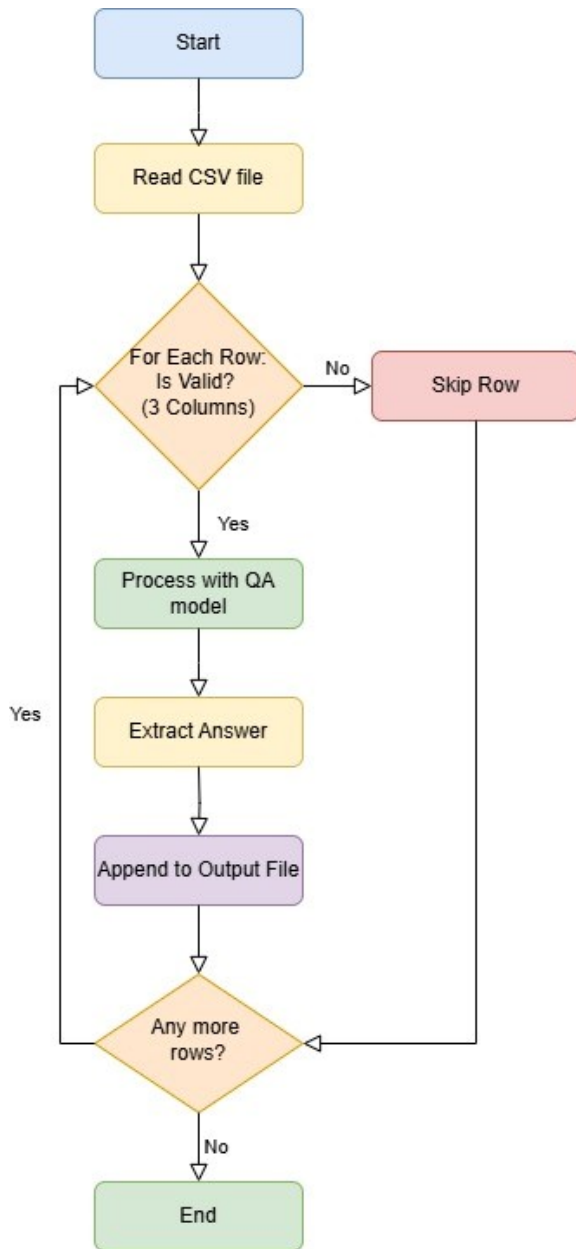 Start
Read CSV file
For Each Row:
Is Valid?
(3 Columns)
No
Skip Row
Yes
Process with QA
model
Yes
Extract Answer
Append to Output File
Any more
rows?
No
End